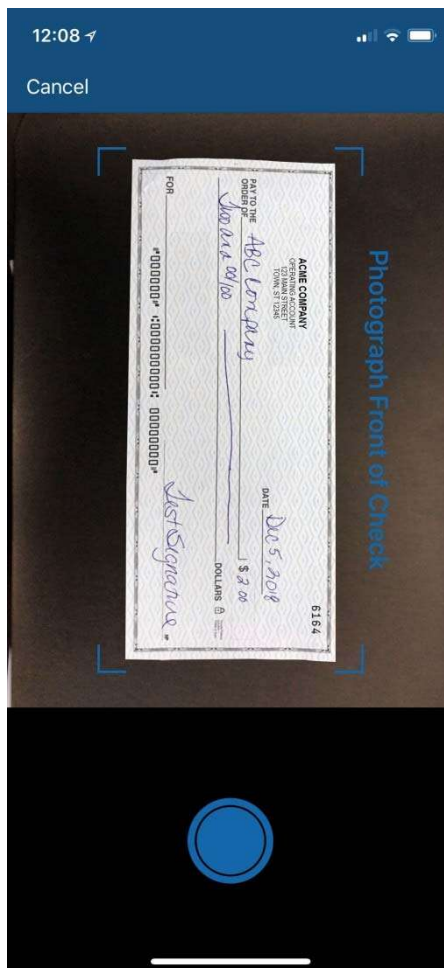 12:08
Cancel
Photograph Front of Check
6164
ACME COMPANY
OPERATING ACCOUNT
123 MAIN STREET
TOWN, ST 12345
DATE Dec 5, 2018
PAY TO THE
ORDER OF ABC Company $ 2.00
Two and 00/100 DOLLARS
FOR Test Signature
⑈000000⑈ ⑆000000000⑆ 00000000⑈